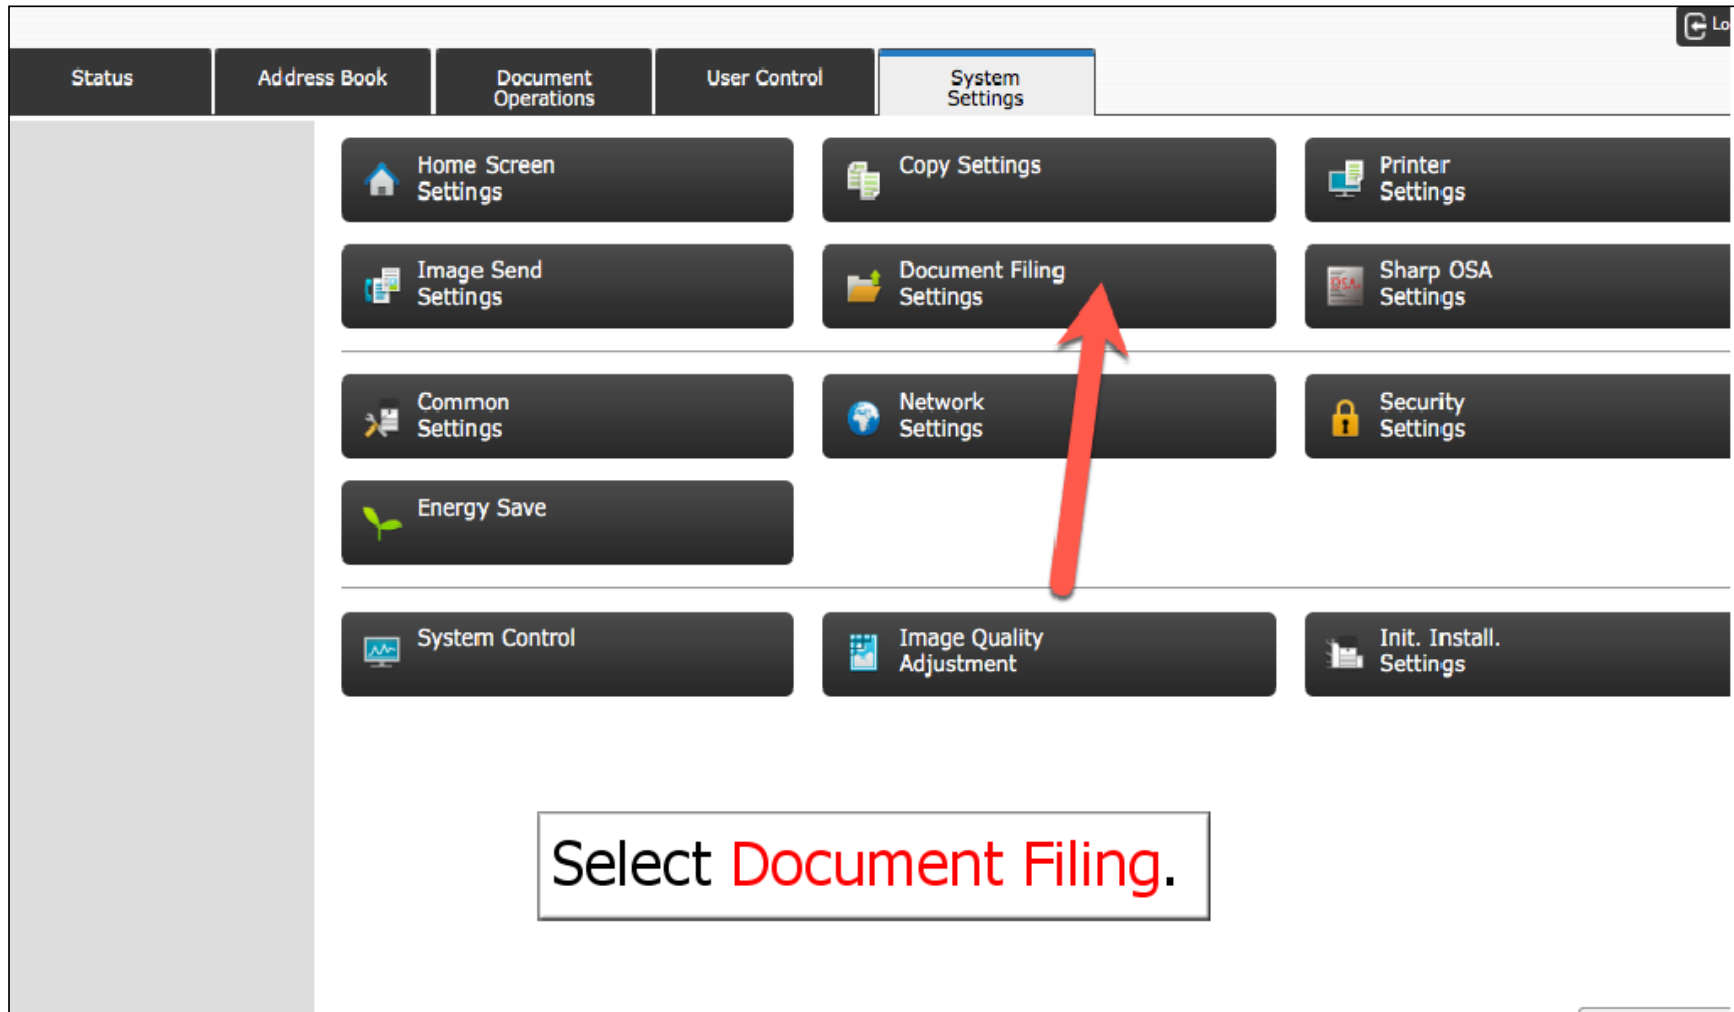 Status
Address Book
Document
Operations
User Control
System
Settings
Home Screen
Settings
Copy Settings
Printer
Settings
Image Send
Settings
Document Filing
Settings
Sharp OSA
Settings
Common
Settings
Network
Settings
Security
Settings
Energy Save
System Control
Image Quality
Adjustment
Init. Install.
Settings
Select Document Filing.